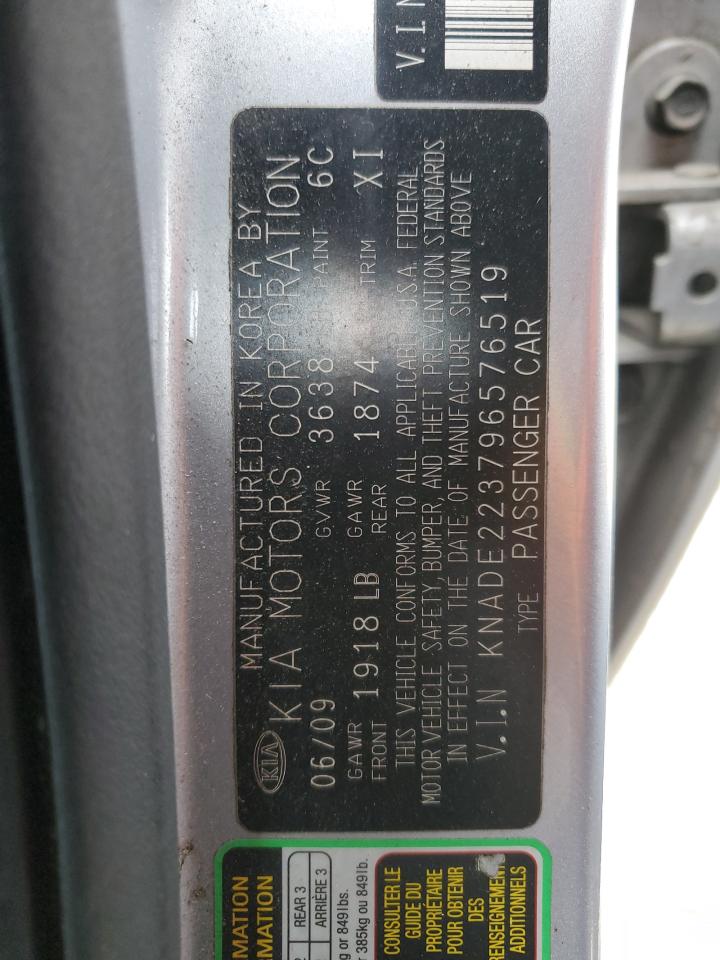 V.I.N
MANUFACTURED IN KOREA BY
KIA KIA MOTORS CORPORATION
06/09 GVWR 3638 PAINT 6C
GAWR FRONT 1918 LB GAWR REAR 1874 TRIM XI
THIS VEHICLE CONFORMS TO ALL APPLICABLE U.S.A. FEDERAL
MOTOR VEHICLE SAFETY, BUMPER, AND THEFT PREVENTION STANDARDS
IN EFFECT ON THE DATE OF MANUFACTURE SHOWN ABOVE
V.I.N KNADE223796576519
TYPE PASSENGER CAR
MATION
MATION
2 REAR 3
ARRIÈRE 3
g or 849lbs.
r 385kg ou 849lb.
CONSULTER LE
GUIDE DU
PROPRIÉTAIRE
POUR OBTENIR
DES
RENSEIGNEMENT
ADDITIONNELS